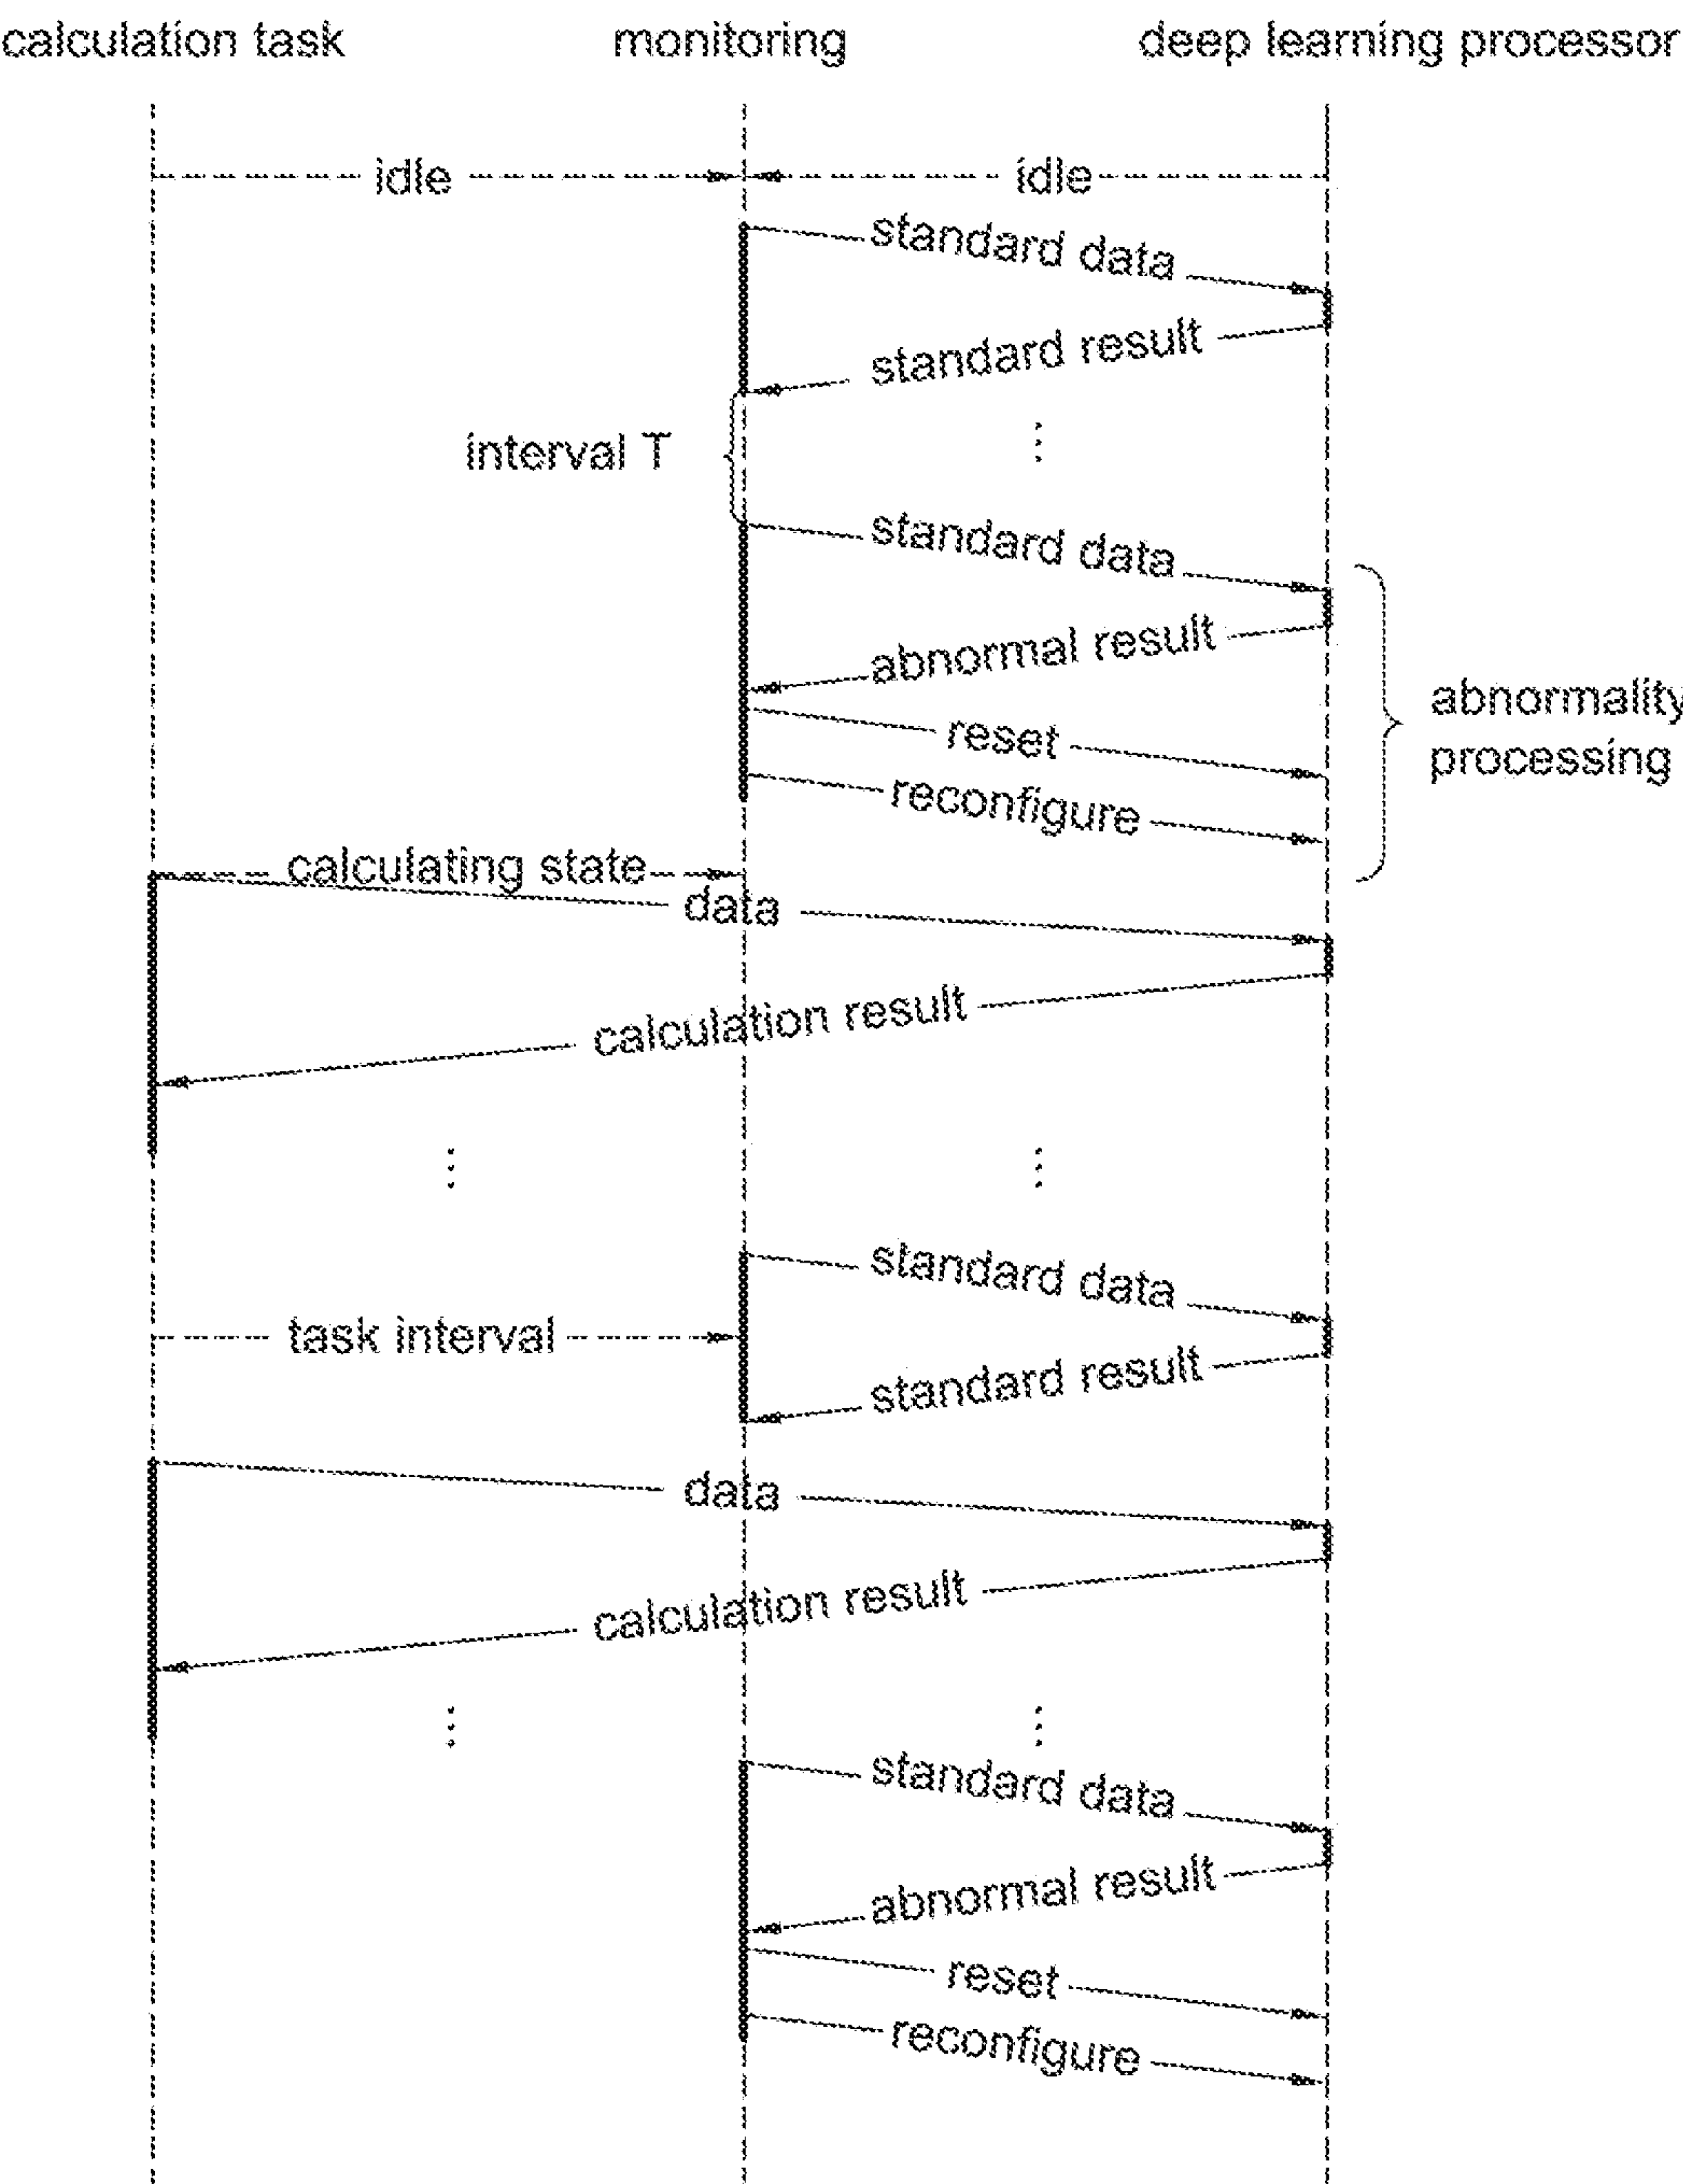 calculation task
monitoring
deep learning processor
idle
idle
standard data
standard result
interval T
standard data
abnormal result
abnormality
processing
reset
reconfigure
calculating state
data
calculation result
standard data
task interval
standard result
data
calculation result
standard data
abnormal result
reset
reconfigure